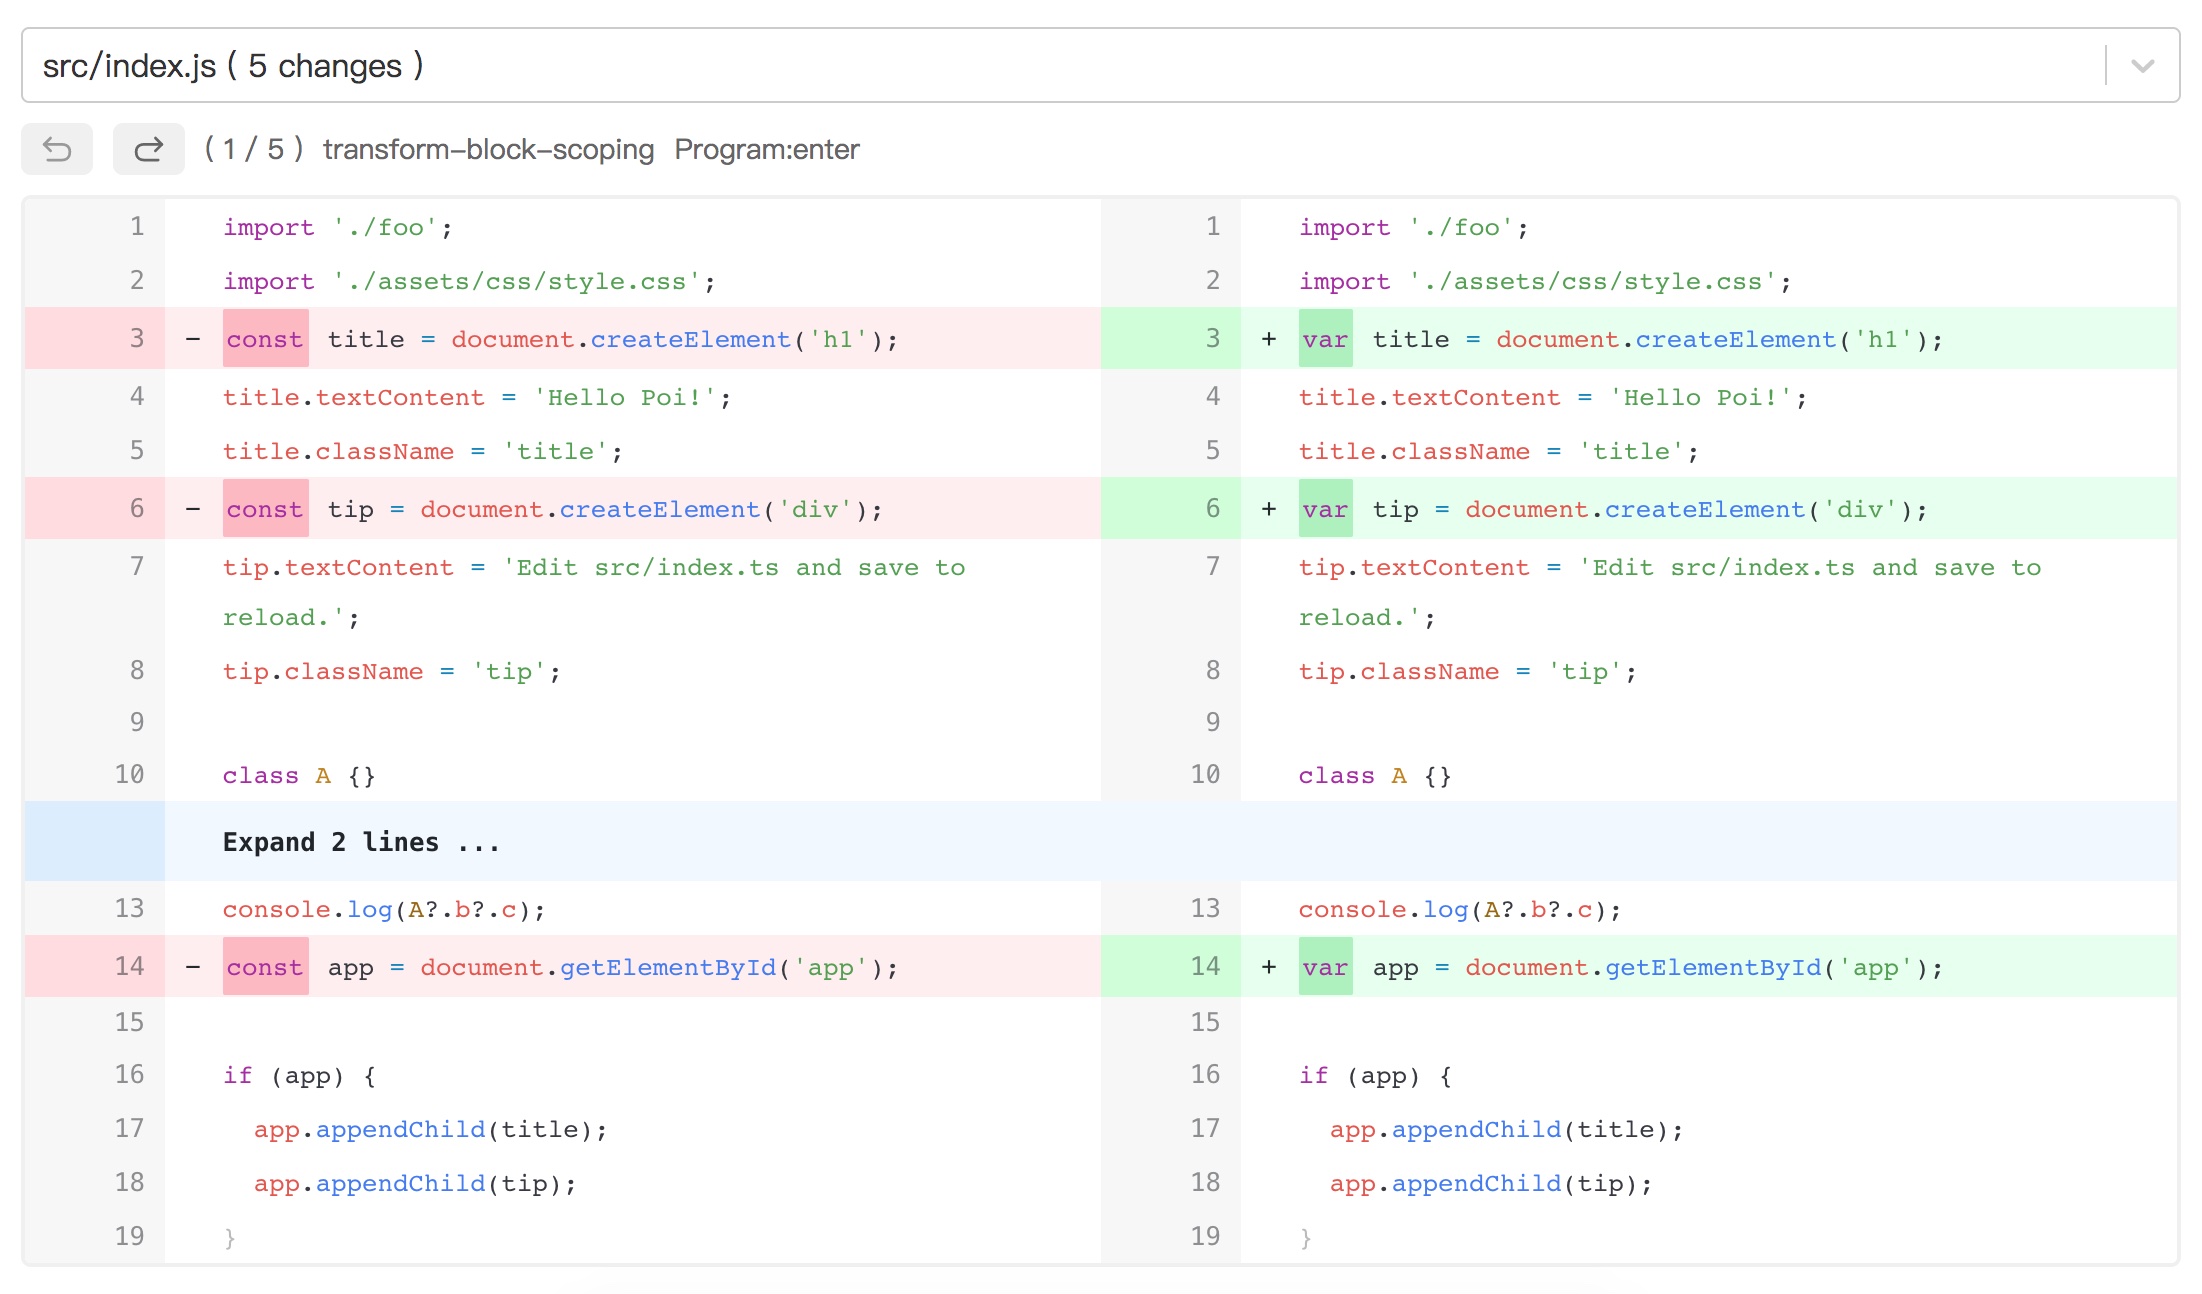 src/index.js ( 5 changes )
( 1 / 5 ) transform-block-scoping Program:enter
1 import './foo';
2 import './assets/css/style.css';
3 - const title = document.createElement('h1');
4 title.textContent = 'Hello Poi!';
5 title.className = 'title';
6 - const tip = document.createElement('div');
7 tip.textContent = 'Edit src/index.ts and save to
reload.';
8 tip.className = 'tip';
9
10 class A {}
Expand 2 lines ...
13 console.log(A?.b?.c);
14 - const app = document.getElementById('app');
15
16 if (app) {
17   app.appendChild(title);
18   app.appendChild(tip);
19 }
1 import './foo';
2 import './assets/css/style.css';
3 + var title = document.createElement('h1');
4 title.textContent = 'Hello Poi!';
5 title.className = 'title';
6 + var tip = document.createElement('div');
7 tip.textContent = 'Edit src/index.ts and save to
reload.';
8 tip.className = 'tip';
9
10 class A {}
13 console.log(A?.b?.c);
14 + var app = document.getElementById('app');
15
16 if (app) {
17   app.appendChild(title);
18   app.appendChild(tip);
19 }